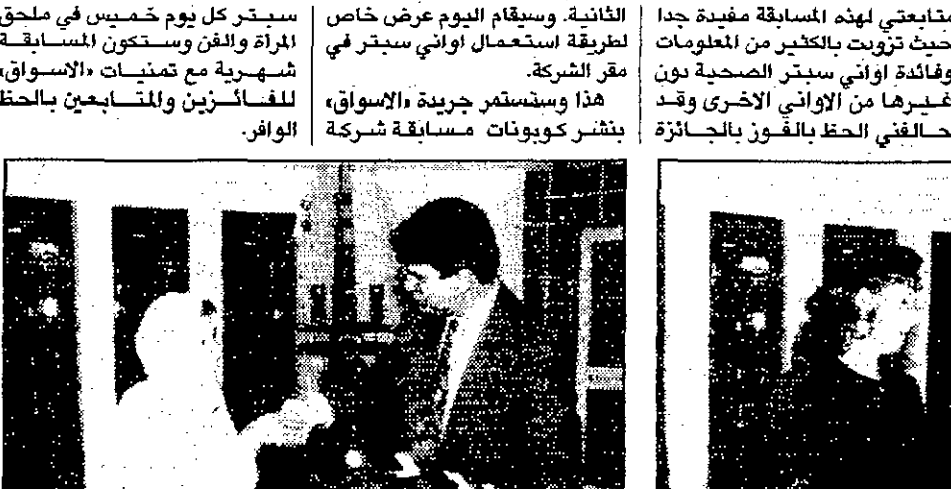 متابعتي لهذه المسابقة مفيدة جدا
حيث تزودت بالكثير من المعلومات
وفائدة اواني سيتر الصحية دون
غيرها من الاواني الاخرى وقد
حالفني الحظ بالفوز بالجائزة
الثانية. وسيقام اليوم عرض خاص
لطريقة استعمال اواني سيتر في
مقر الشركة.
هذا وستستمر جريدة «الاسواق»
بنشر كوبونات مسابقة شركة
سيتر كل يوم خميس في ملحق
المرأة والفن وستكون المسابقة
شهرية مع تمنيات «الاسواق»
للفائزين والمتابعين بالحظ
الوافر.